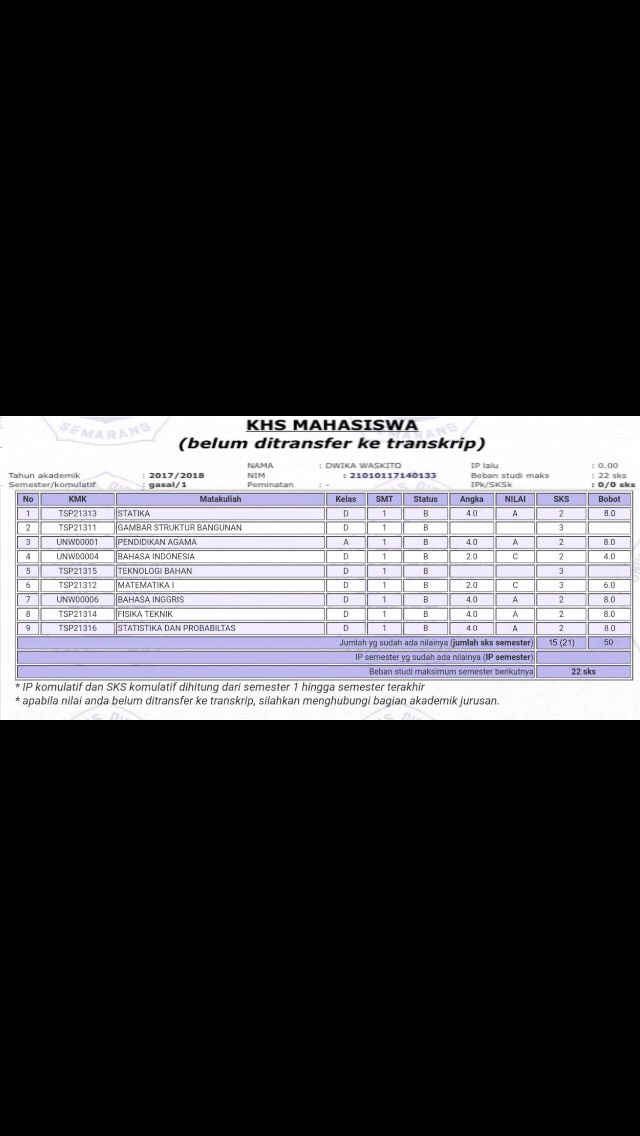 SEMARANG
KHS MAHASISWA
(belum ditransfer ke transkrip)
Tahun akademik : 2017/2018
Semester/komulatif : gasal/1
NAMA : DWIKA WASKITO
NIM : 21010117140133
Peminatan : -
IP lalu : 0.00
Beban studi maks : 22 sks
IPk/SKSk : 0/0 sks
No KMK Matakuliah Kelas SMT Status Angka NILAI SKS Bobot
1 TSP21313 STATIKA D 1 B 4.0 A 2 8.0
2 TSP21311 GAMBAR STRUKTUR BANGUNAN D 1 B 3
3 UNW00001 PENDIDIKAN AGAMA A 1 B 4.0 A 2 8.0
4 UNW00004 BAHASA INDONESIA D 1 B 2.0 C 2 4.0
5 TSP21315 TEKNOLOGI BAHAN D 1 B 3
6 TSP21312 MATEMATIKA I D 1 B 2.0 C 3 6.0
7 UNW00006 BAHASA INGGRIS D 1 B 4.0 A 2 8.0
8 TSP21314 FISIKA TEKNIK D 1 B 4.0 A 2 8.0
9 TSP21316 STATISTIKA DAN PROBABILTAS D 1 B 4.0 A 2 8.0
Jumlah yg sudah ada nilainya (jumlah sks semester) 15 (21) 50
IP semester yg sudah ada nilainya (IP semester)
Beban studi maksimum semester berikutnya 22 sks
* IP komulatif dan SKS komulatif dihitung dari semester 1 hingga semester terakhir
* apabila nilai anda belum ditransfer ke transkrip, silahkan menghubungi bagian akademik jurusan.